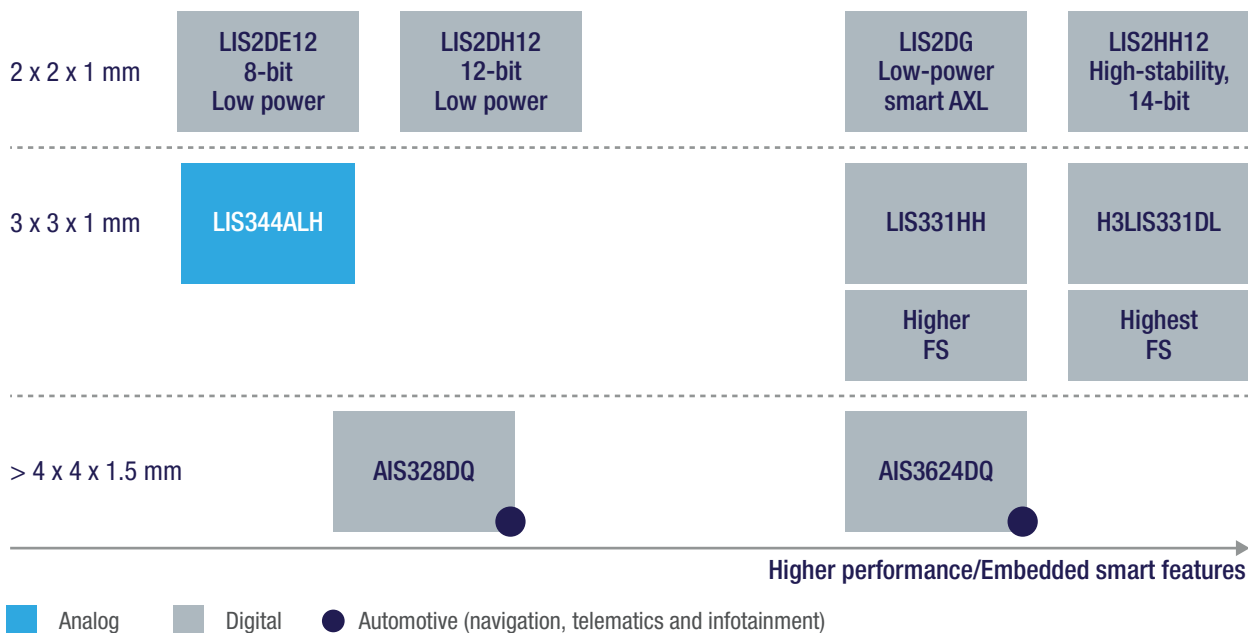 2 x 2 x 1 mm
LIS2DE12
8-bit
Low power
LIS2DH12
12-bit
Low power
LIS2DG
Low-power
smart AXL
LIS2HH12
High-stability,
14-bit
3 x 3 x 1 mm
LIS344ALH
LIS331HH
H3LIS331DL
Higher
FS
Highest
FS
> 4 x 4 x 1.5 mm
AIS328DQ
AIS3624DQ
Higher performance/Embedded smart features
Analog
Digital
Automotive (navigation, telematics and infotainment)